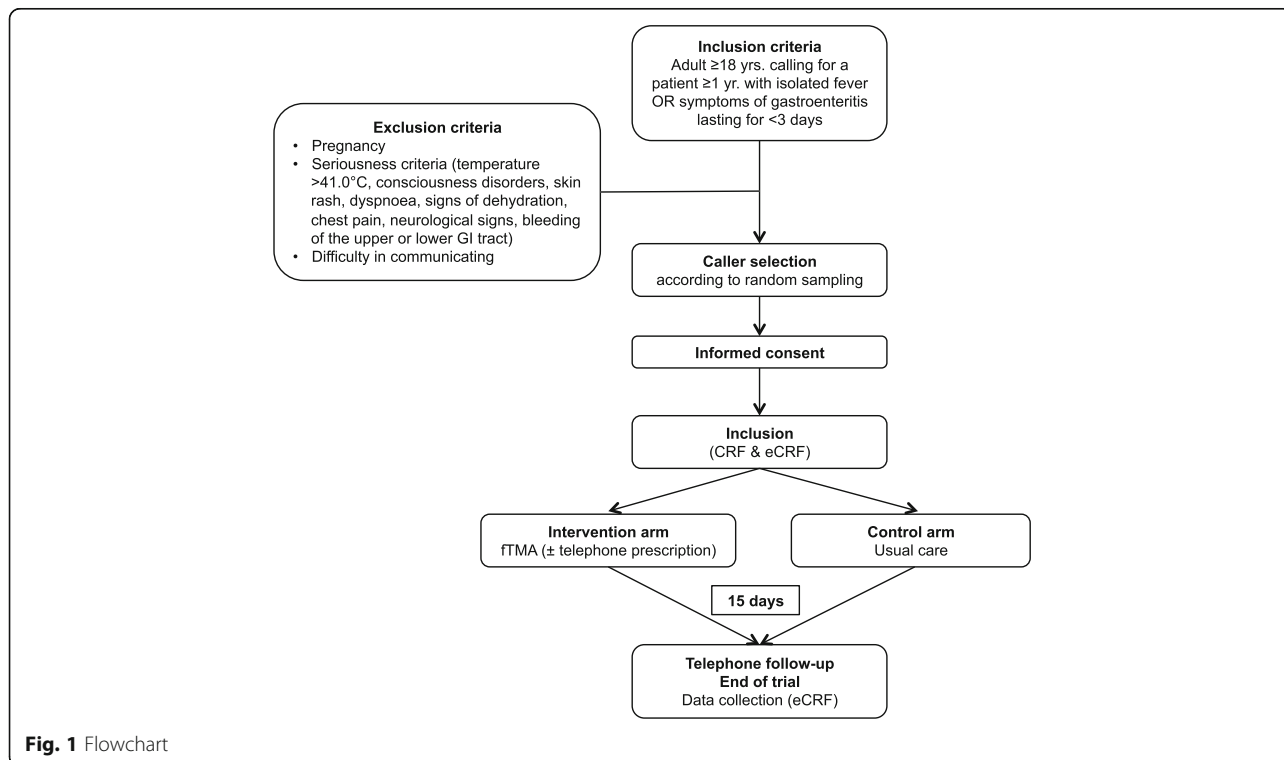 Inclusion criteria
Adult ≥18 yrs. calling for a
patient ≥1 yr. with isolated fever
OR symptoms of gastroenteritis
lasting for <3 days
Exclusion criteria
• Pregnancy
• Seriousness criteria (temperature
>41.0°C, consciousness disorders, skin
rash, dyspnoea, signs of dehydration,
chest pain, neurological signs, bleeding
of the upper or lower GI tract)
• Difficulty in communicating
Caller selection
according to random sampling
Informed consent
Inclusion
(CRF & eCRF)
Intervention arm
fTMA (± telephone prescription)
Control arm
Usual care
15 days
Telephone follow-up
End of trial
Data collection (eCRF)
Fig. 1 Flowchart